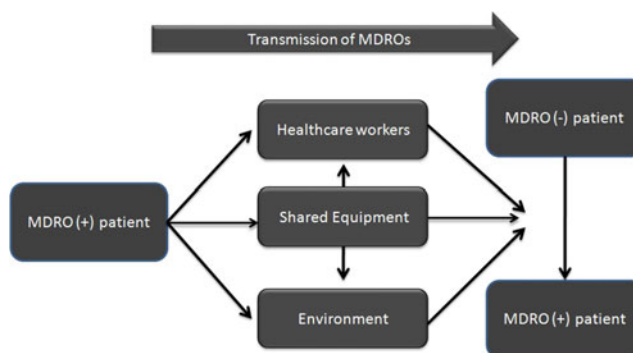 Transmission of MDROs
MDRO (-) patient
Healthcare workers
MDRO (+) patient
Shared Equipment
Environment
MDRO (+) patient